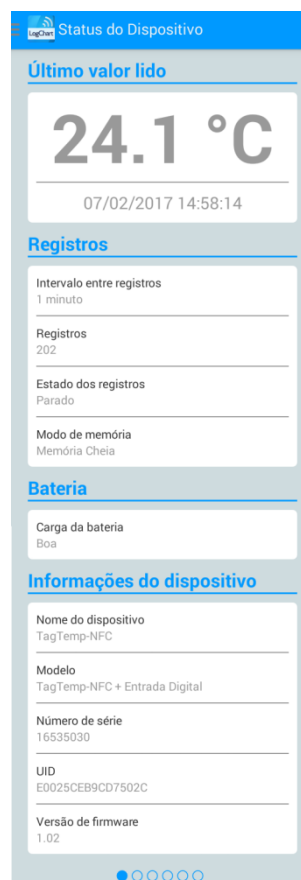 LogChart
Status do Dispositivo
Último valor lido
24.1 °C
07/02/2017 14:58:14
Registros
Intervalo entre registros
1 minuto
Registros
202
Estado dos registros
Parado
Modo de memória
Memória Cheia
Bateria
Carga da bateria
Boa
Informações do dispositivo
Nome do dispositivo
TagTemp-NFC
Modelo
TagTemp-NFC + Entrada Digital
Número de série
16535030
UID
E0025CEB9CD7502C
Versão de firmware
1.02